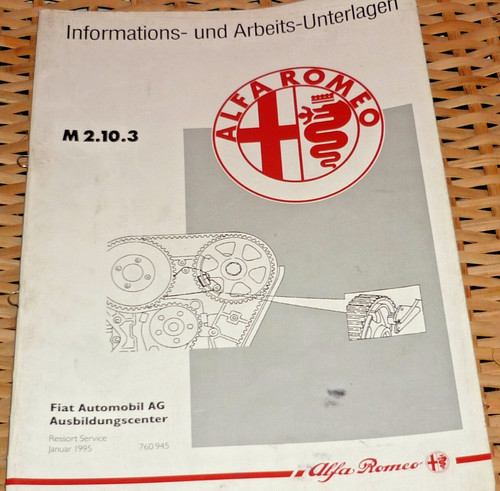 Informations- und Arbeits-Unterlagen
ALFA ROMEO
M 2.10.3
Fiat Automobil AG
Ausbildungscenter
Ressort Service
Januar 1995 760 945
Alfa Romeo